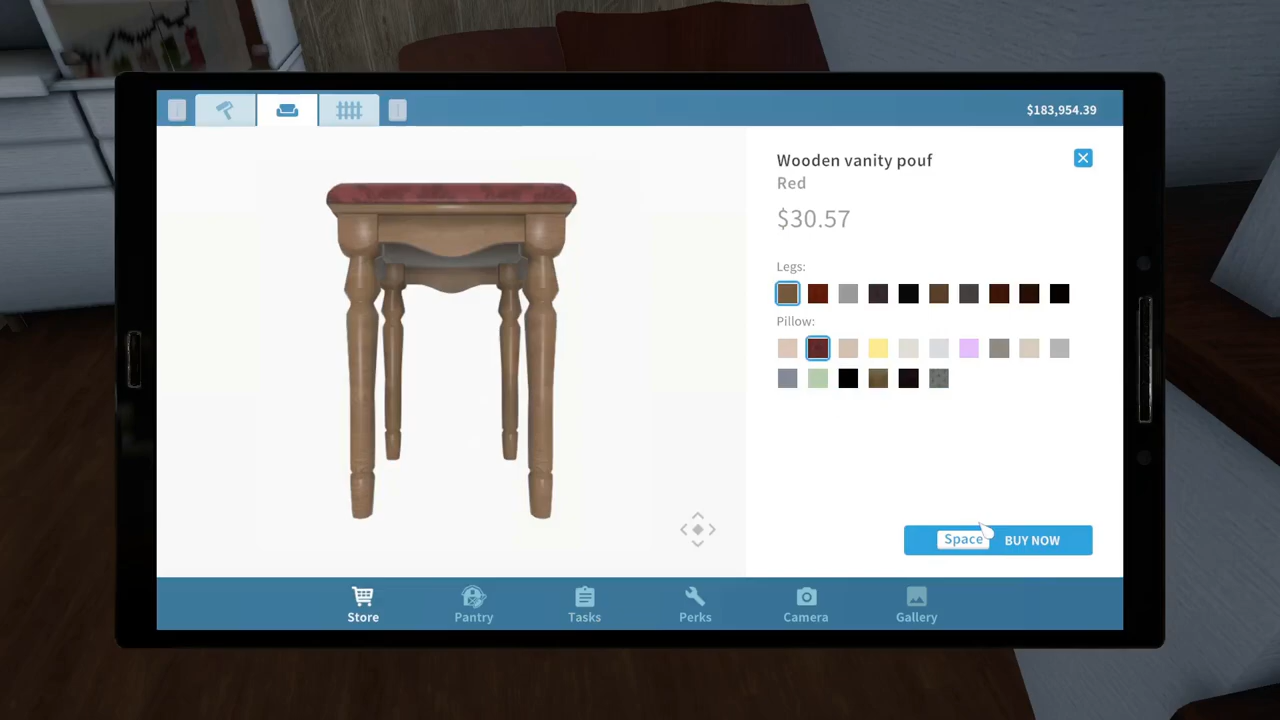 $183,954.39
Wooden vanity pouf
Red
$30.57
Legs:
Pillow:
Space BUY NOW
Store Pantry Tasks Perks Camera Gallery